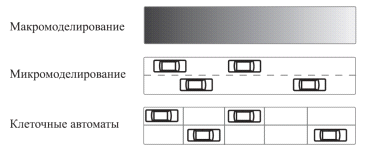 Макромоделирование
Микромоделирование
Клеточные автоматы